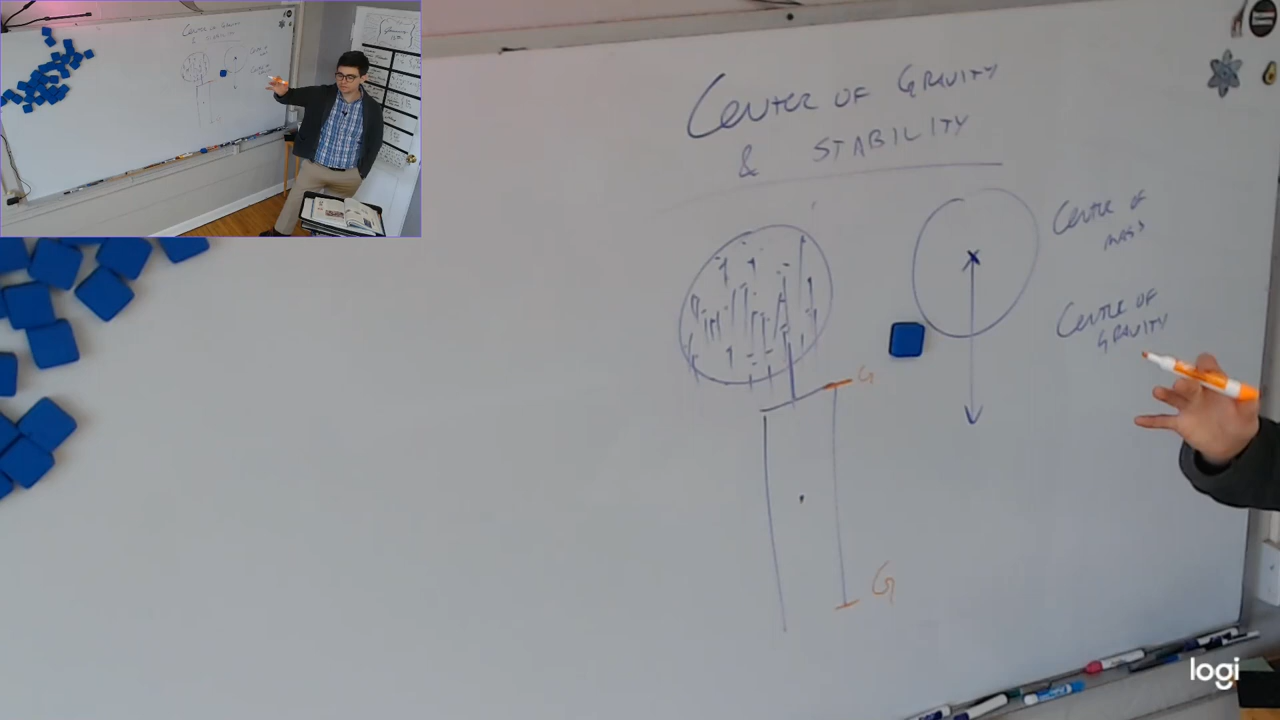 CENTER OF GRAVITY
& STABILITY
CENTER OF
MASS
CENTER OF
GRAVITY
G
G
logi